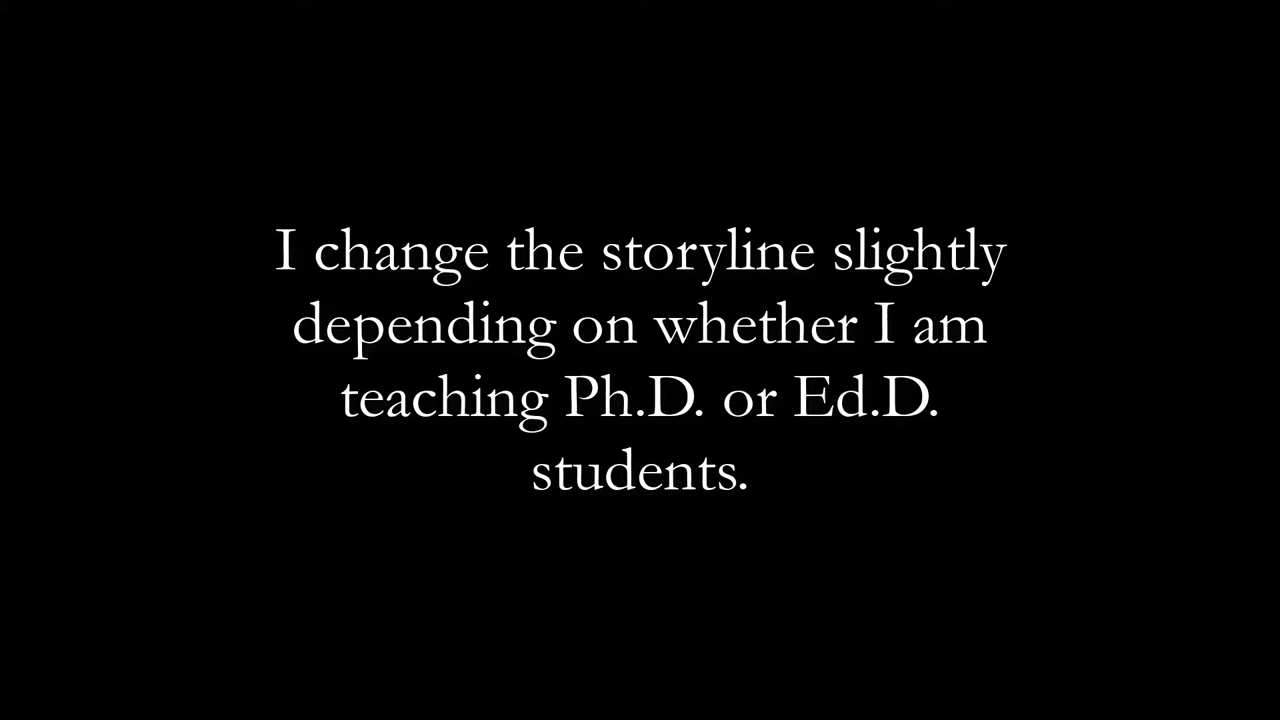 I change the storyline slightly
depending on whether I am
teaching Ph.D. or Ed.D.
students.